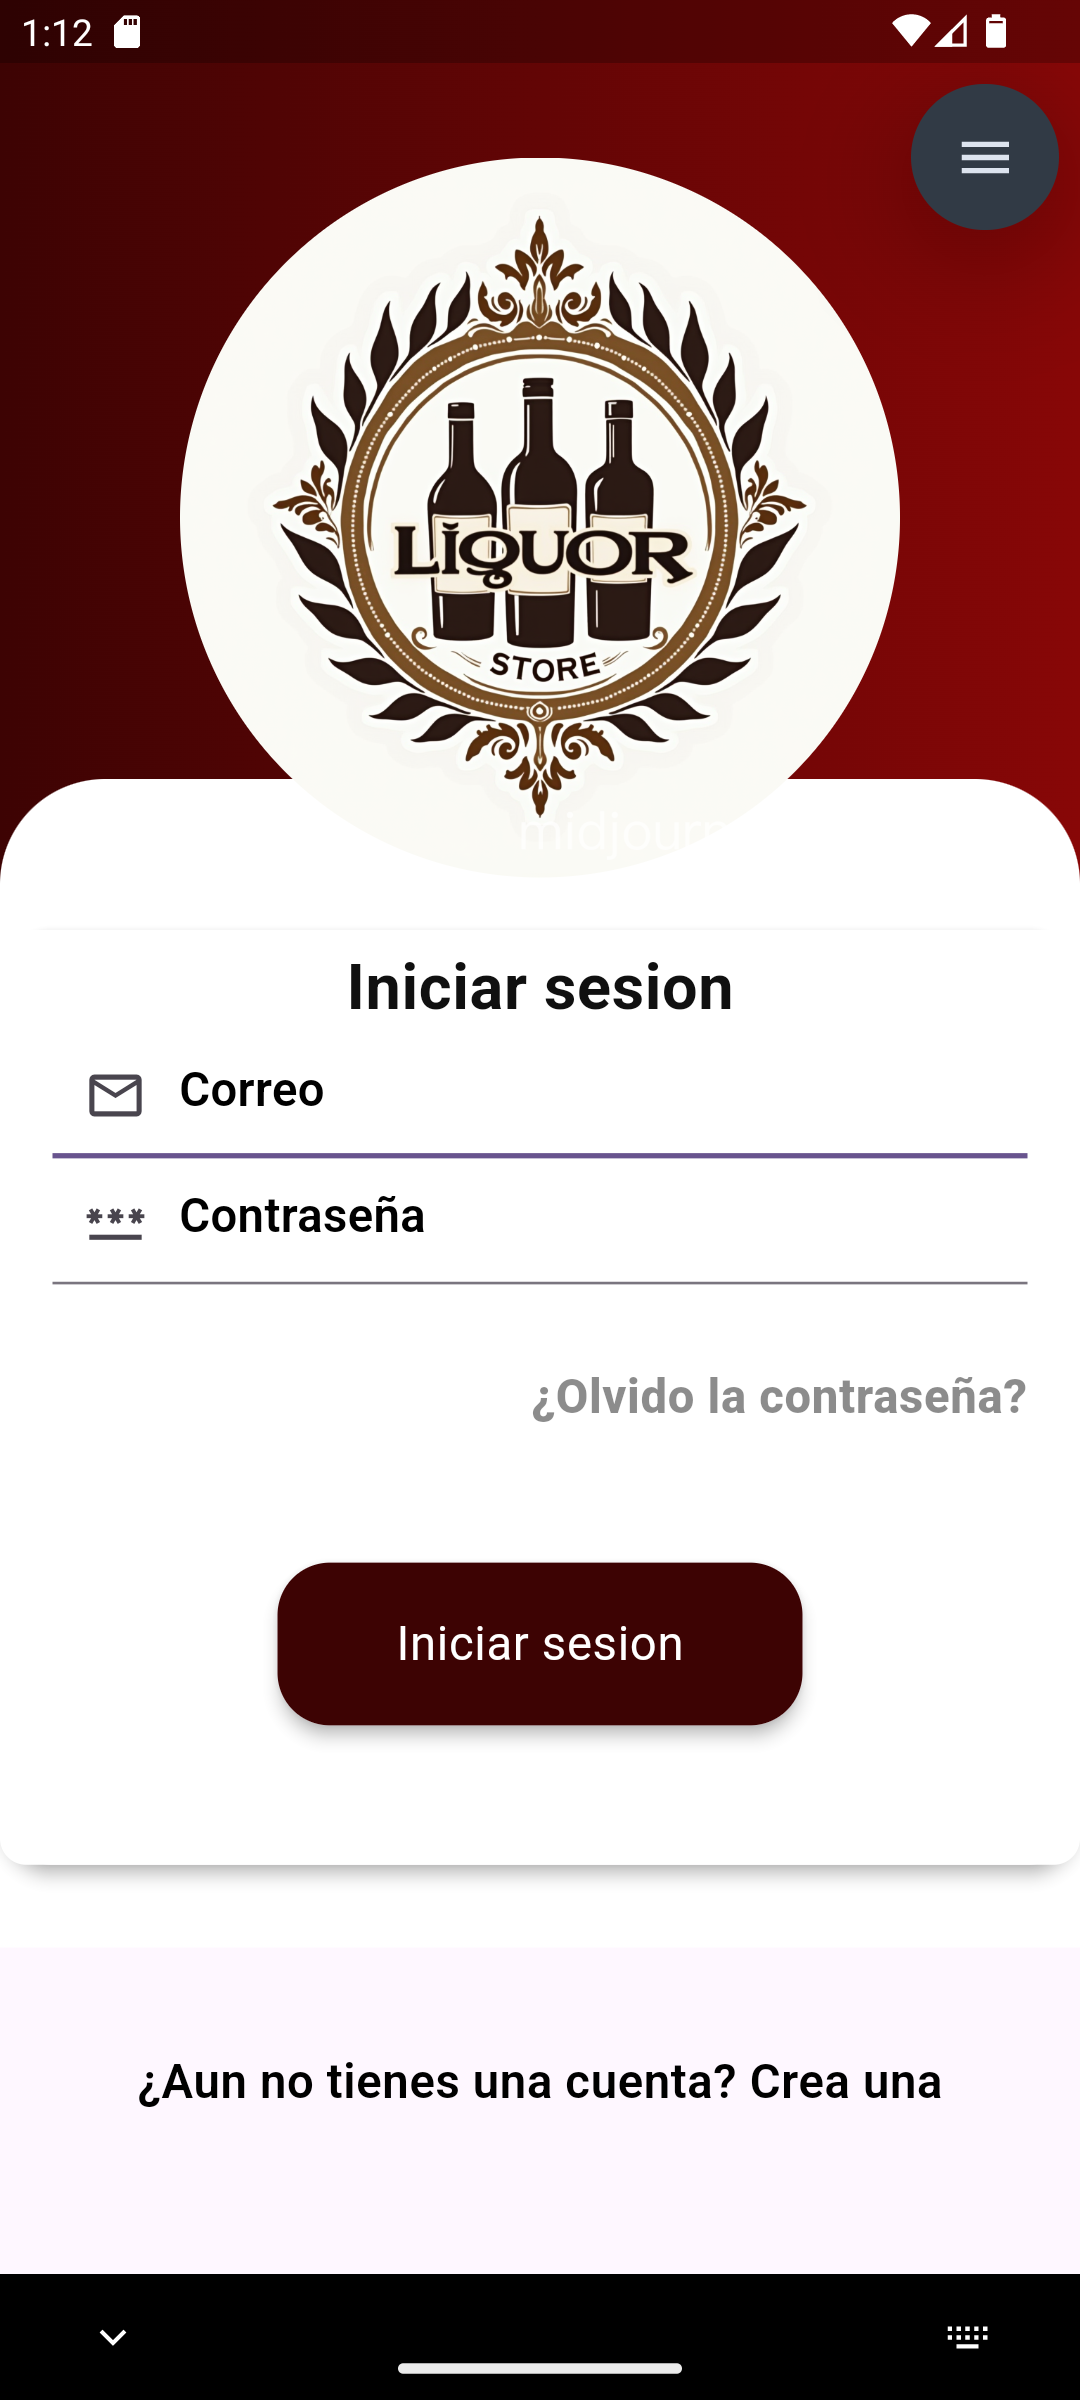 1:12
LIQUOR
STORE
midjour
Iniciar sesion
Correo
***
Contraseña
¿Olvido la contraseña?
Iniciar sesion
¿Aun no tienes una cuenta? Crea una